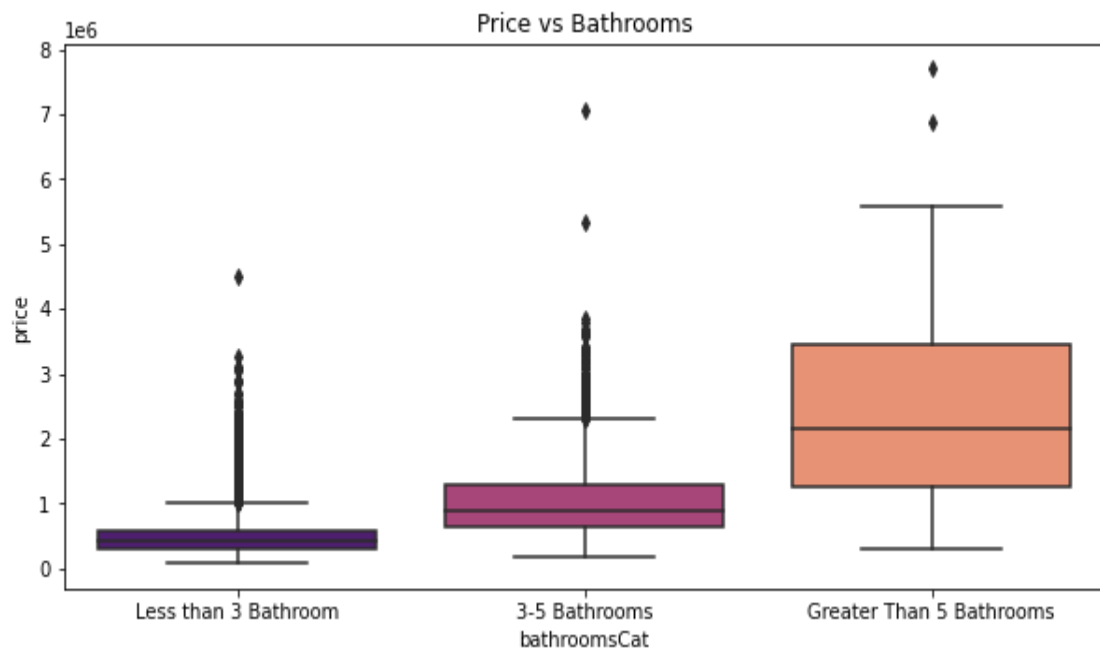 Price vs Bathrooms
1e6
8
7
6
5
4
3
2
1
0
price
Less than 3 Bathroom
3-5 Bathrooms
Greater Than 5 Bathrooms
bathroomsCat